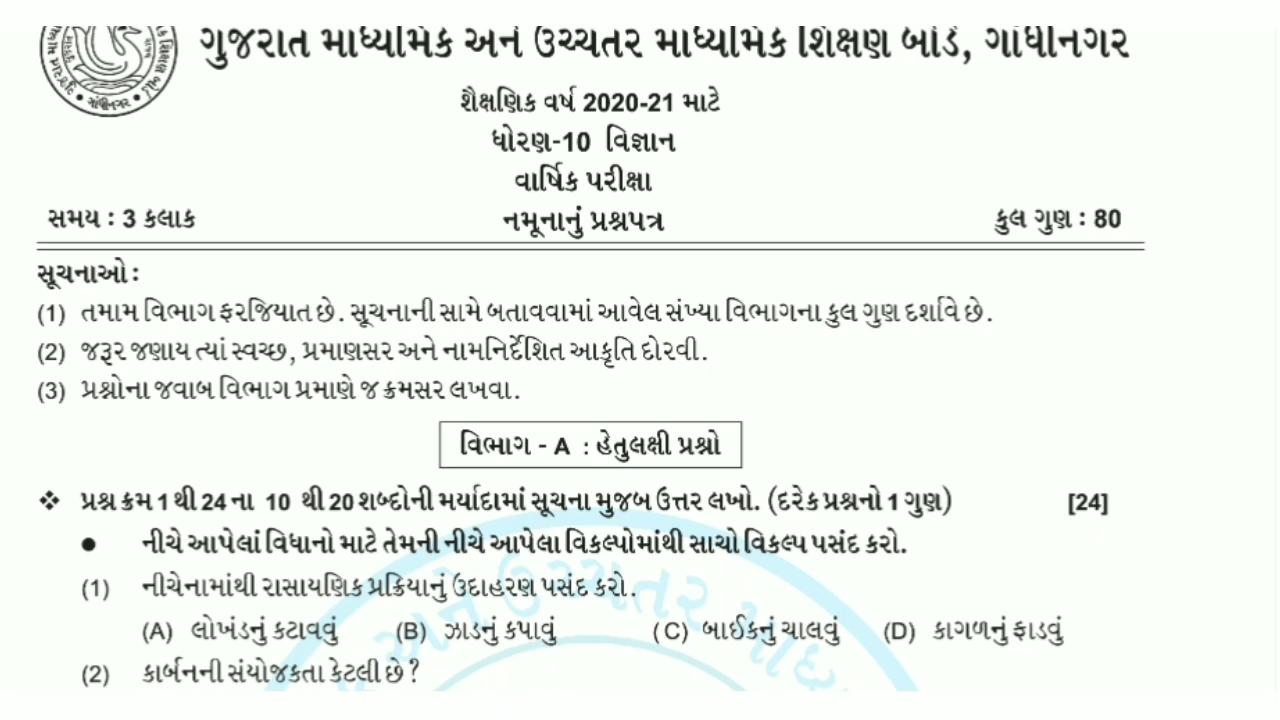 ગુજરાત માધ્યમિક અને ઉચ્ચતર માધ્યમિક શિક્ષણ બોર્ડ, ગાંધીનગર
શૈક્ષણિક વર્ષ 2020-21 માટે
ધોરણ-10 વિજ્ઞાન
વાર્ષિક પરીક્ષા
સમય : 3 કલાક નમૂનાનું પ્રશ્નપત્ર કુલ ગુણ : 80
સૂચનાઓ :
(1) તમામ વિભાગ ફરજિયાત છે. સૂચનાની સામે બતાવવામાં આવેલ સંખ્યા વિભાગના કુલ ગુણ દર્શાવે છે.
(2) જરૂર જણાય ત્યાં સ્વચ્છ, પ્રમાણસર અને નામનિર્દેશિત આકૃતિ દોરવી.
(3) પ્રશ્નોના જવાબ વિભાગ પ્રમાણે જ ક્રમસર લખવા.
વિભાગ - A : હેતુલક્ષી પ્રશ્નો
❖ પ્રશ્ન ક્રમ 1 થી 24 ના 10 થી 20 શબ્દોની મર્યાદામાં સૂચના મુજબ ઉત્તર લખો. (દરેક પ્રશ્નનો 1 ગુણ) [24]
● નીચે આપેલાં વિધાનો માટે તેમની નીચે આપેલા વિકલ્પોમાંથી સાચો વિકલ્પ પસંદ કરો.
(1) નીચેનામાંથી રાસાયણિક પ્રક્રિયાનું ઉદાહરણ પસંદ કરો.
(A) લોખંડનું કટાવવું (B) ઝાડનું કપાવું (C) બાઈકનું ચાલવું (D) કાગળનું ફાડવું
(2) કાર્બનની સંયોજકતા કેટલી છે ?